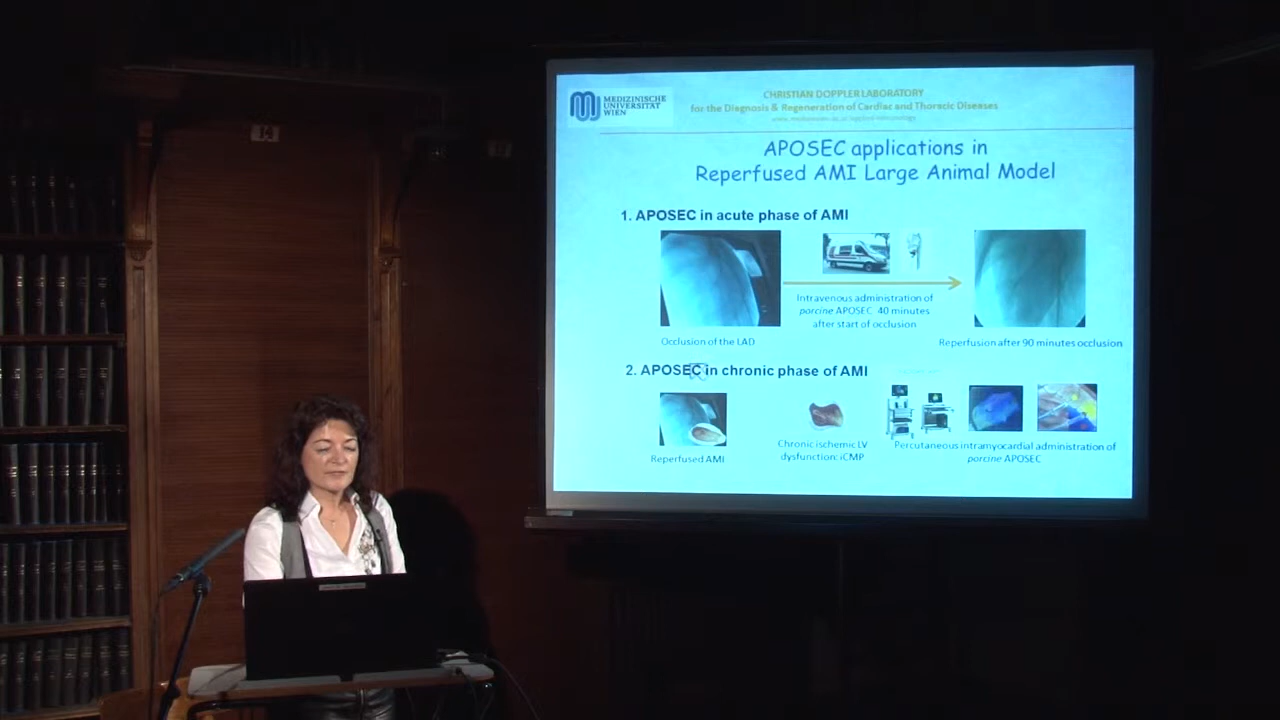 14
MEDIZINISCHE
UNIVERSITÄT
WIEN
CHRISTIAN DOPPLER LABORATORY
for the Diagnosis & Regeneration of Cardiac and Thoracic Diseases
APOSEC applications in
Reperfused AMI Large Animal Model
1. APOSEC in acute phase of AMI
Intravenous administration of
porcine APOSEC 40 minutes
after start of occlusion
Occlusion of the LAD
Reperfusion after 90 minutes occlusion
2. APOSEC in chronic phase of AMI
Reperfused AMI
Chronic ischemic LV
dysfunction: iCMP
Percutaneous intramyocardial administration of
porcine APOSEC